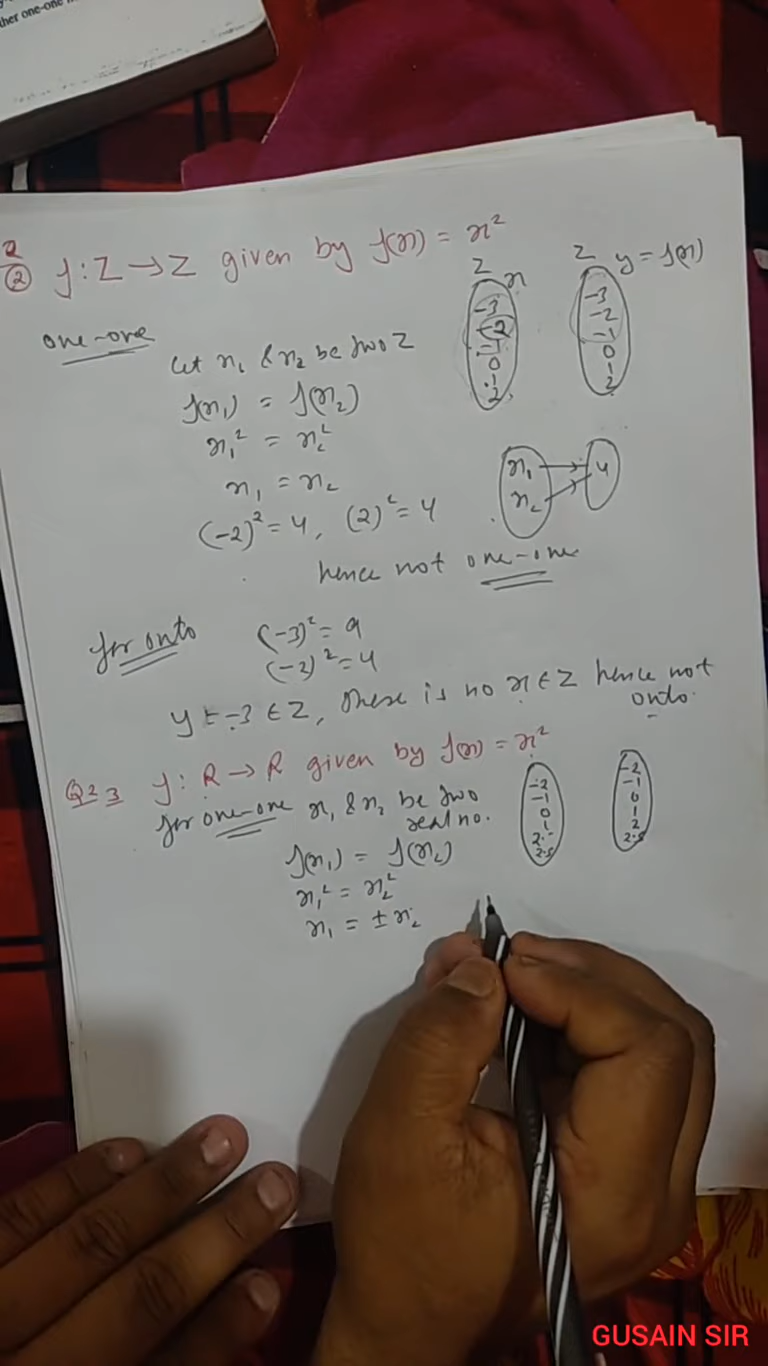 ther one-one
Q
② f : Z → Z given by f(x) = x²
Z x
-3
-2
-1
0
1
2
Z y = f(x)
-3
-2
-1
0
1
2
one-one
Let x₁ & x₂ be two Z
f(x₁) = f(x₂)
x₁² = x₂²
x₁ = x₂
(-2)² = 4, (2)² = 4
x₁
x₂
4
hence not one-one
for onto
(-3)² = 9
(-2)² = 4
y = -3 ∈ Z, there is no x ∈ Z hence not
onto.
Q2 3 f : R → R given by f(x) = x²
for one-one x₁ & x₂ be two
real no.
-2
-1
0
1
2.
2.5
-2
-1
0
1
2
2.5
f(x₁) = f(x₂)
x₁² = x₂²
x₁ = ± x₂
GUSAIN SIR